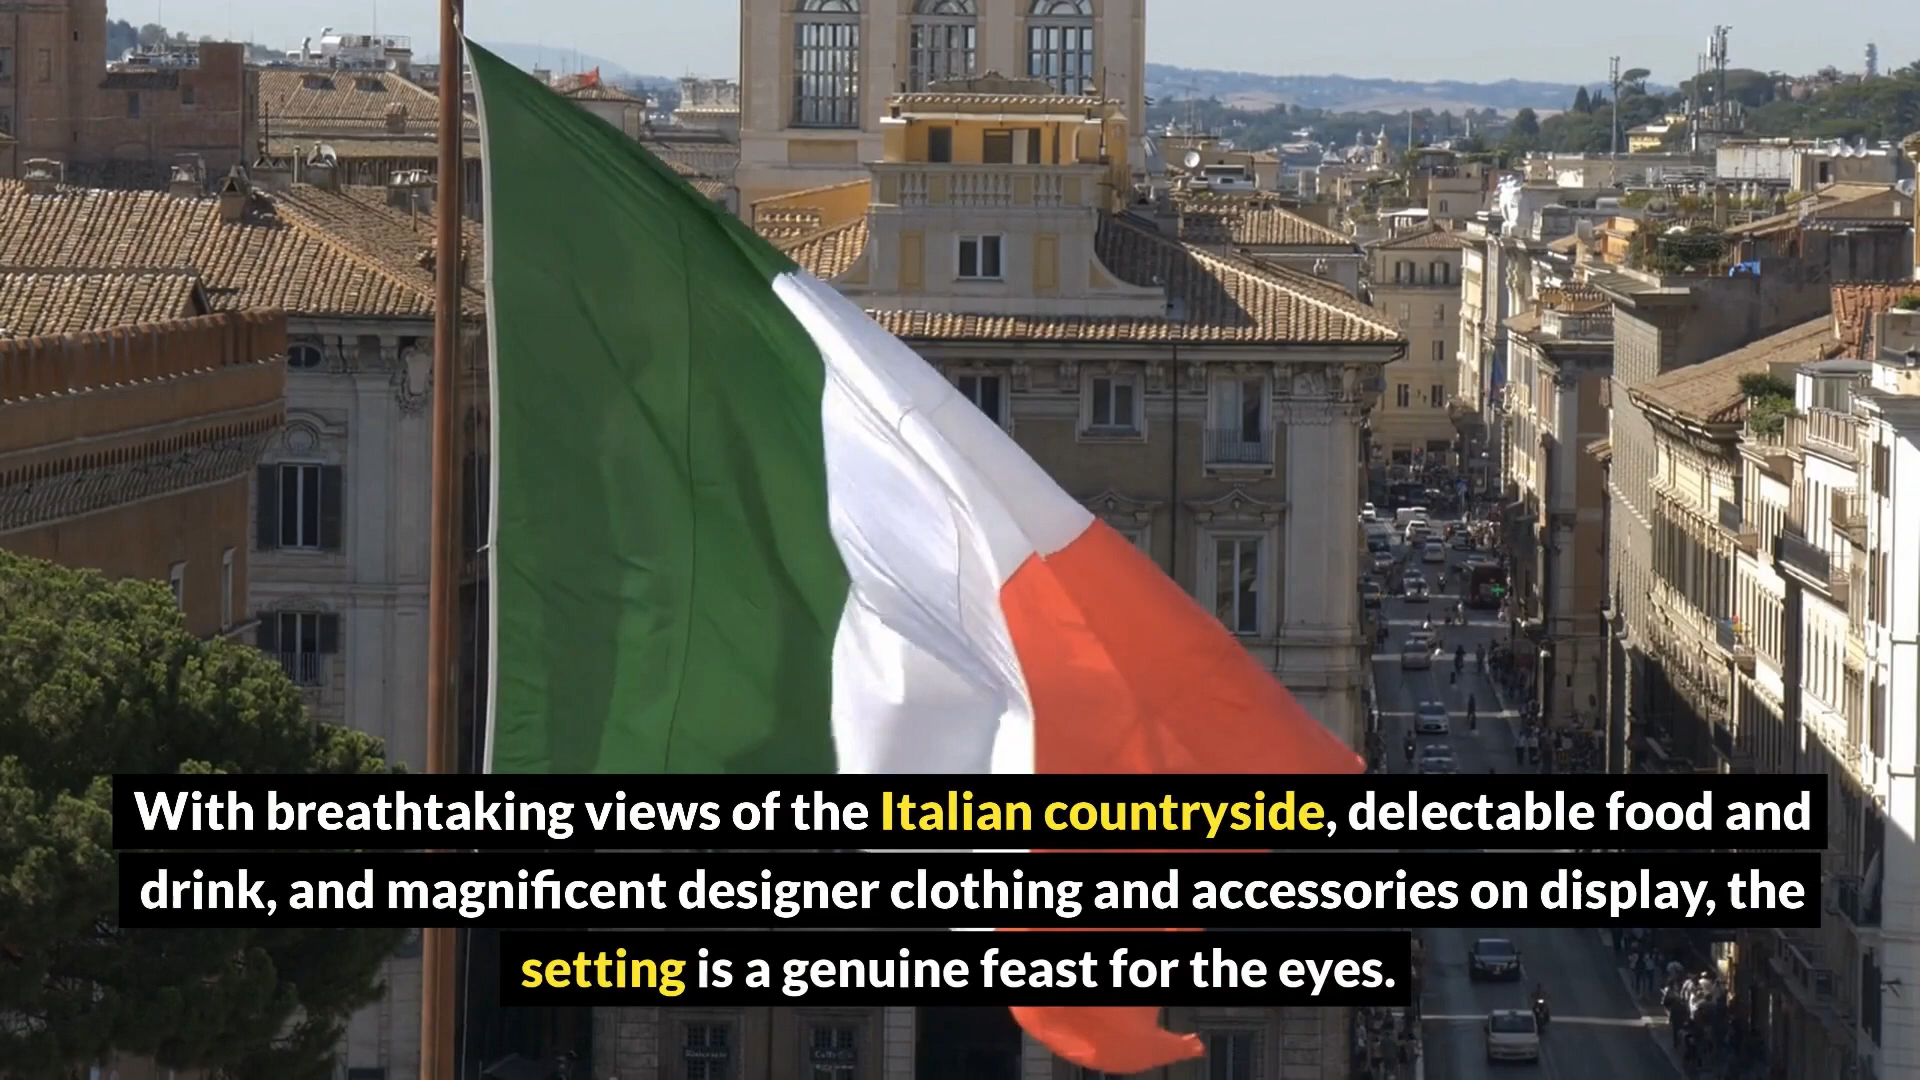 With breathtaking views of the Italian countryside, delectable food and
drink, and magnificent designer clothing and accessories on display, the
setting is a genuine feast for the eyes.